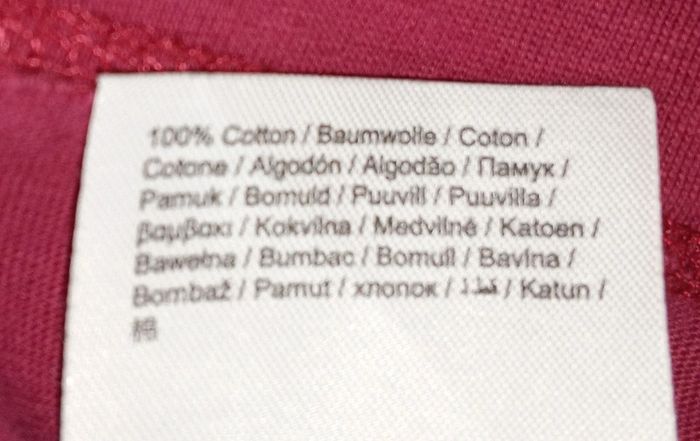 100% Cotton / Baumwolle / Coton /
Cotone / Algodón / Algodão / Памук /
Pamuk / Bomuld / Puuvill / Puuvilla /
βαμβακι / Kokvilna / Medvilnė / Katoen /
Bawełna / Bumbac / Bomull / Bavlna /
Bombaž / Pamut / хлопок / / Katun /
棉